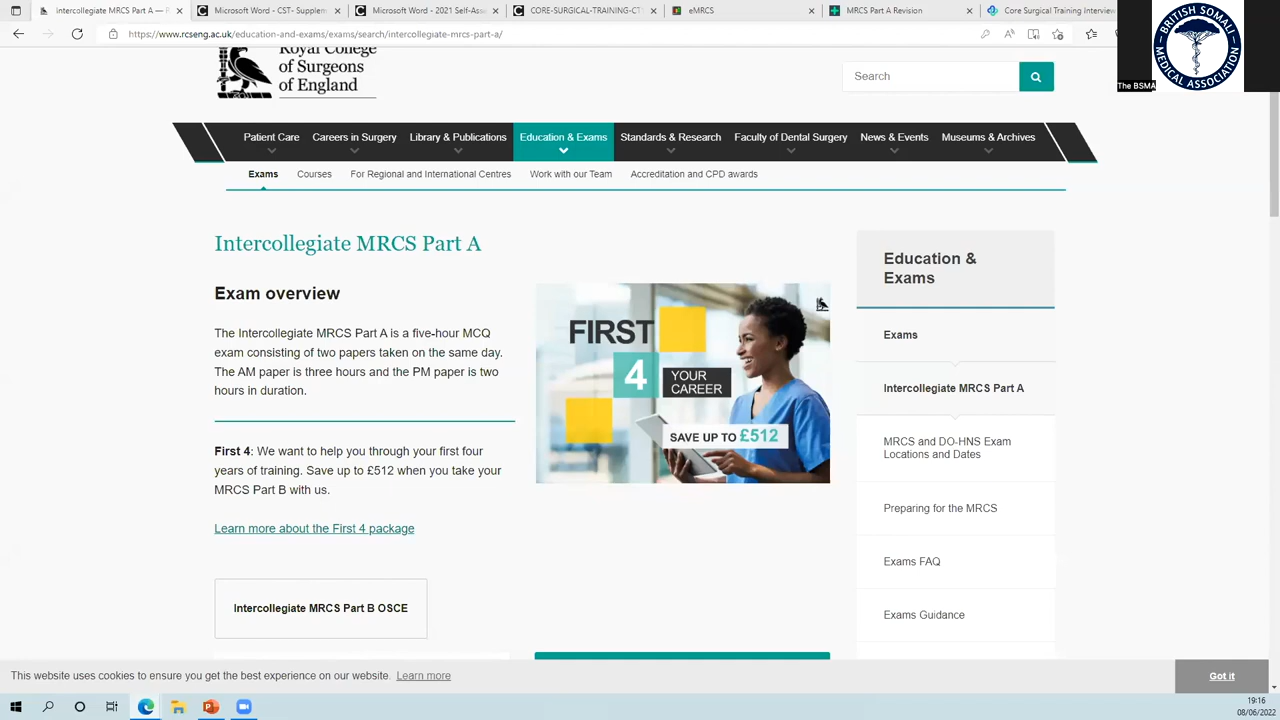 Intercollegiate MRCS Part A — R
Microsoft Word - CST- Supplem
Microsoft Word - 2021 Self-Ass
CORE-SURGICAL-TRAINING-CT
eMRCS
MRCS Part A Revision
Core Surgical Training Interview
https://www.rcseng.ac.uk/education-and-exams/exams/search/intercollegiate-mrcs-part-a/
BRITISH SOMALI
MEDICAL ASSOCIATION
The BSMA
Royal College
of Surgeons
of England
Search
Patient Care
Careers in Surgery
Library & Publications
Education & Exams
Standards & Research
Faculty of Dental Surgery
News & Events
Museums & Archives
Exams
Courses
For Regional and International Centres
Work with our Team
Accreditation and CPD awards
Intercollegiate MRCS Part A
Exam overview
The Intercollegiate MRCS Part A is a five-hour MCQ
exam consisting of two papers taken on the same day.
The AM paper is three hours and the PM paper is two
hours in duration.
First 4: We want to help you through your first four
years of training. Save up to £512 when you take your
MRCS Part B with us.
Learn more about the First 4 package
Intercollegiate MRCS Part B OSCE
FIRST
4
YOUR
CAREER
SAVE UP TO £512
Education &
Exams
Exams
Intercollegiate MRCS Part A
MRCS and DO-HNS Exam
Locations and Dates
Preparing for the MRCS
Exams FAQ
Exams Guidance
This website uses cookies to ensure you get the best experience on our website. Learn more
Got it
19:16
08/06/2022